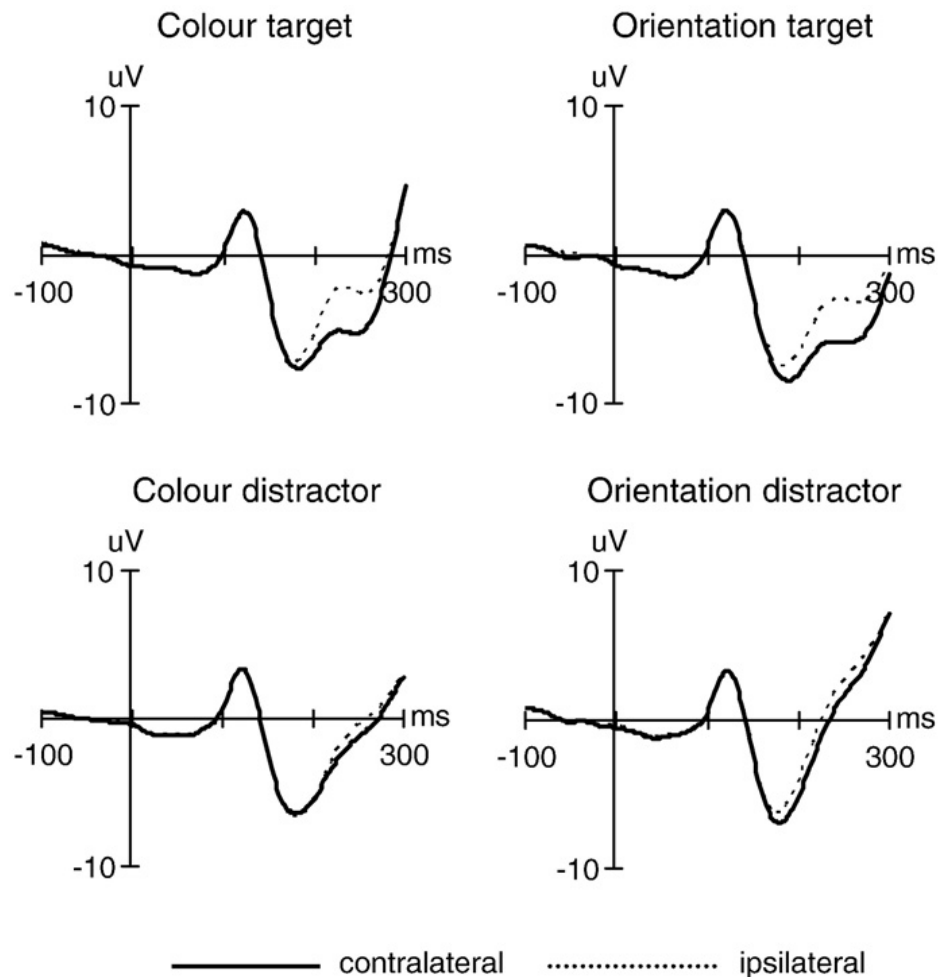 Colour target
uV
10
ms
-100
300
-10
Orientation target
uV
10
ms
-100
300
-10
Colour distractor
uV
10
ms
-100
300
-10
Orientation distractor
uV
10
ms
-100
300
-10
contralateral
ipsilateral